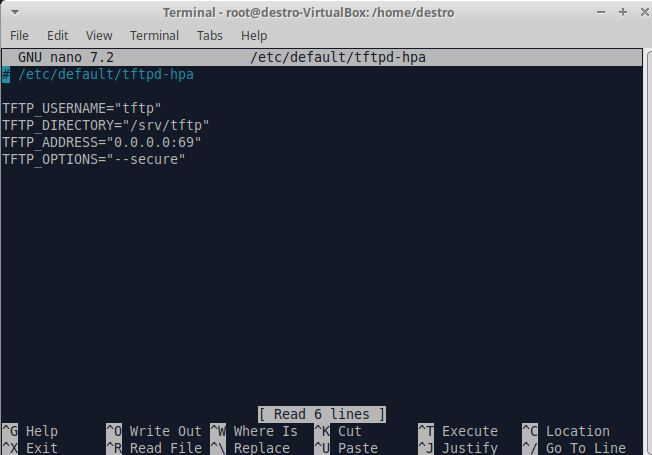 Terminal - root@destro-VirtualBox: /home/destro
File Edit View Terminal Tabs Help
GNU nano 7.2 /etc/default/tftpd-hpa
# /etc/default/tftpd-hpa
TFTP_USERNAME="tftp"
TFTP_DIRECTORY="/srv/tftp"
TFTP_ADDRESS="0.0.0.0:69"
TFTP_OPTIONS="--secure"
[ Read 6 lines ]
^G Help ^O Write Out ^W Where Is ^K Cut ^T Execute ^C Location
^X Exit ^R Read File ^\ Replace ^U Paste ^J Justify ^/ Go To Line